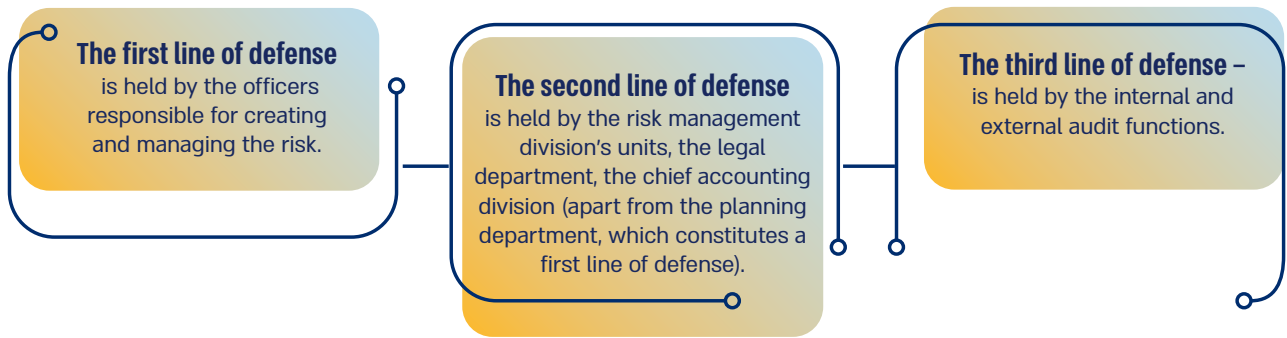 The first line of defense
is held by the officers
responsible for creating
and managing the risk.
The second line of defense
is held by the risk management
division's units, the legal
department, the chief accounting
division (apart from the planning
department, which constitutes a
first line of defense).
The third line of defense –
is held by the internal and
external audit functions.